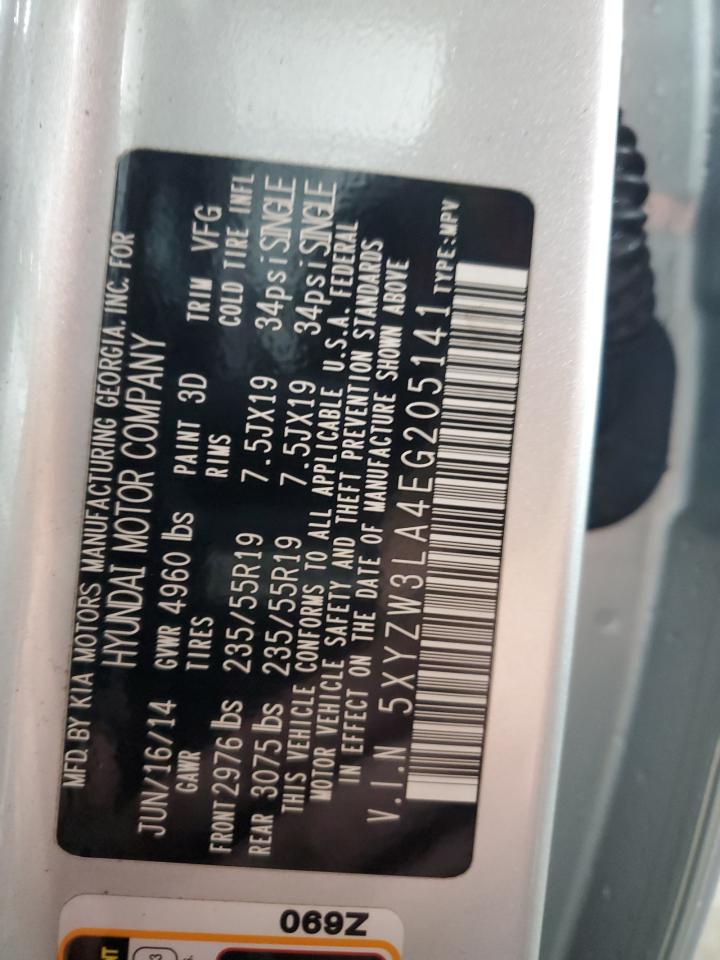 MFD. BY KIA MOTORS MANUFACTURING GEORGIA, INC. FOR
HYUNDAI MOTOR COMPANY
JUN/16/14 GVWR 4960 lbs PAINT 3D TRIM VFG
GAWR TIRES RIMS COLD TIRE INFL
FRONT 2976 lbs 235/55R19 7.5JX19 34psi SINGLE
REAR 3075 lbs 235/55R19 7.5JX19 34psi SINGLE
THIS VEHICLE CONFORMS TO ALL APPLICABLE U.S.A. FEDERAL
MOTOR VEHICLE SAFETY AND THEFT PREVENTION STANDARDS
IN EFFECT ON THE DATE OF MANUFACTURE SHOWN ABOVE
V.I.N 5XYZW3LA4EG205141 TYPE:MPV
069Z